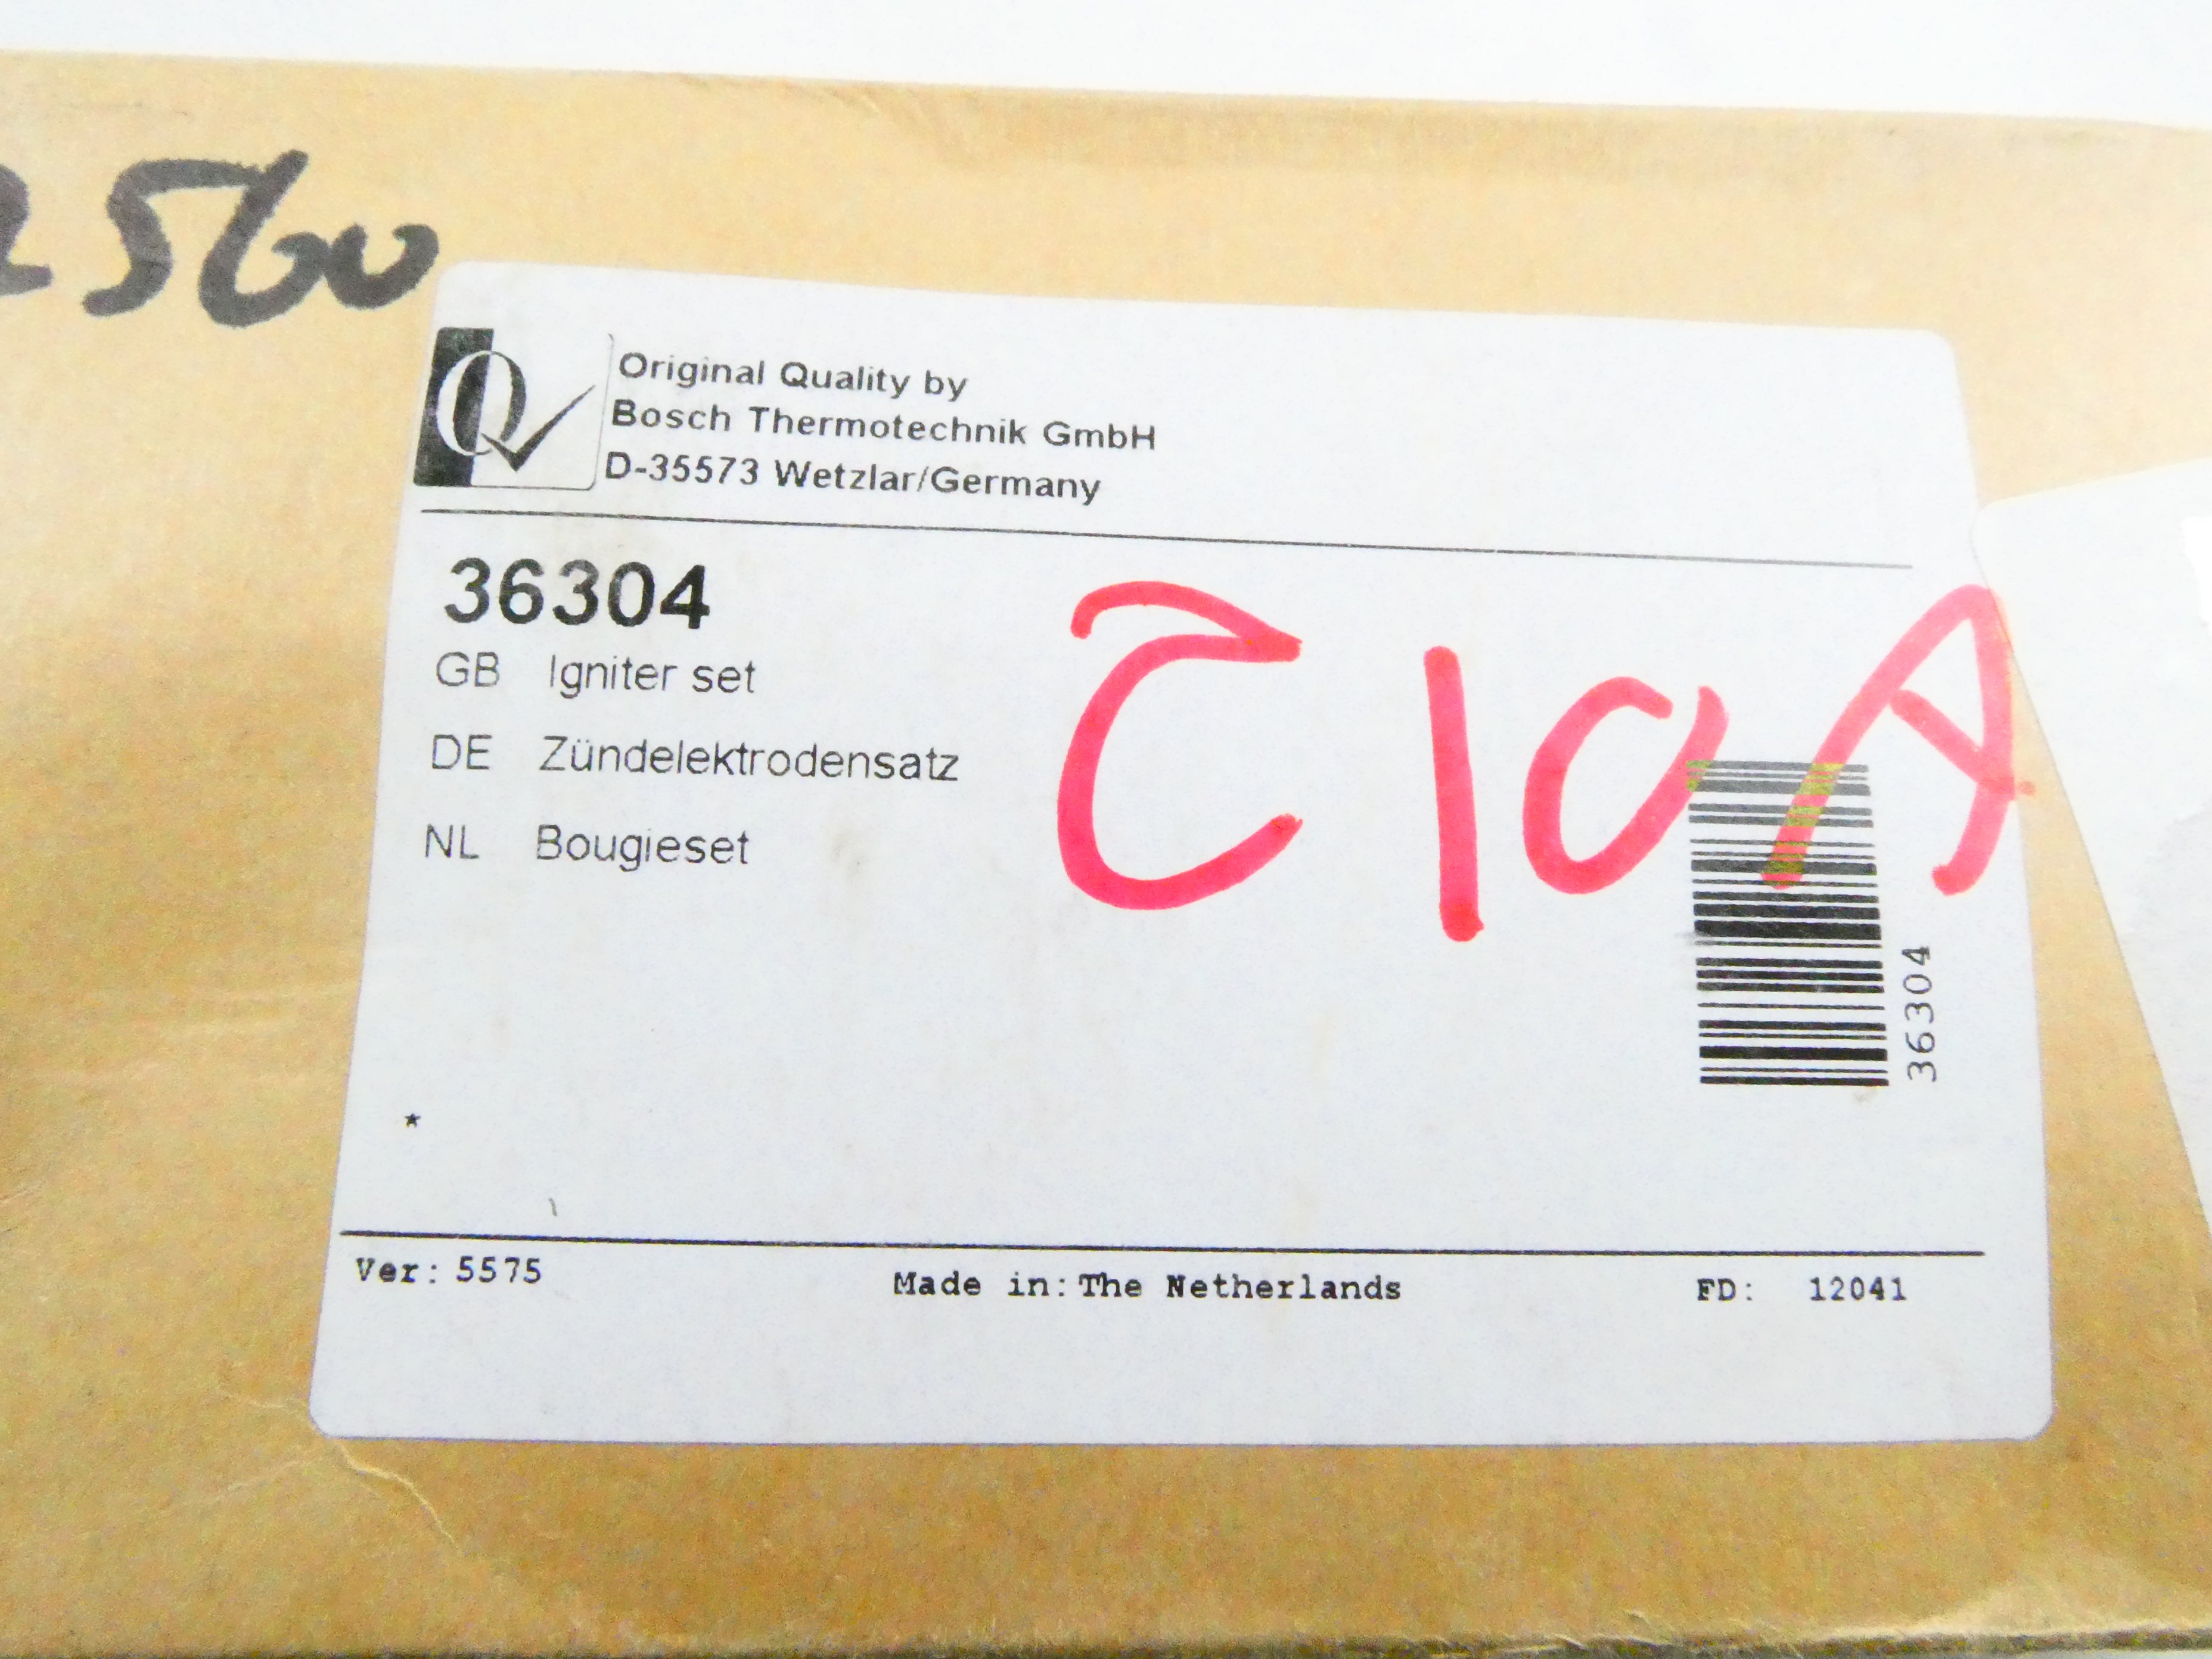 2560
Original Quality by
Bosch Thermotechnik GmbH
D-35573 Wetzlar/Germany
36304
GB Igniter set
DE Zündelektrodensatz
NL Bougieset
C10A
36304
*
Ver: 5575 Made in: The Netherlands FD: 12041